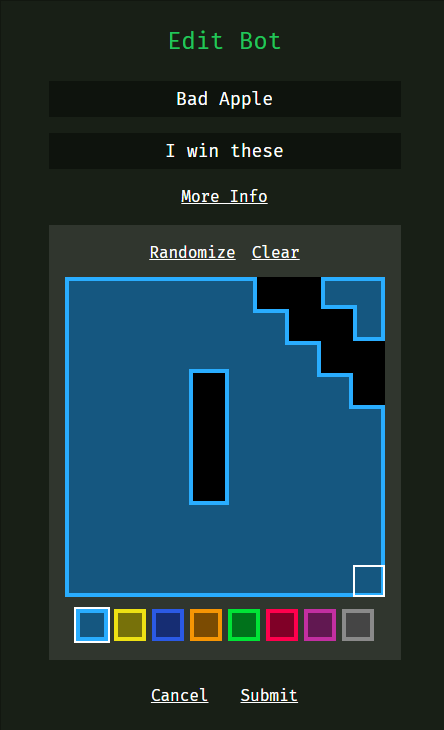 Edit Bot
Bad Apple
I win these
More Info
Randomize Clear
Cancel Submit